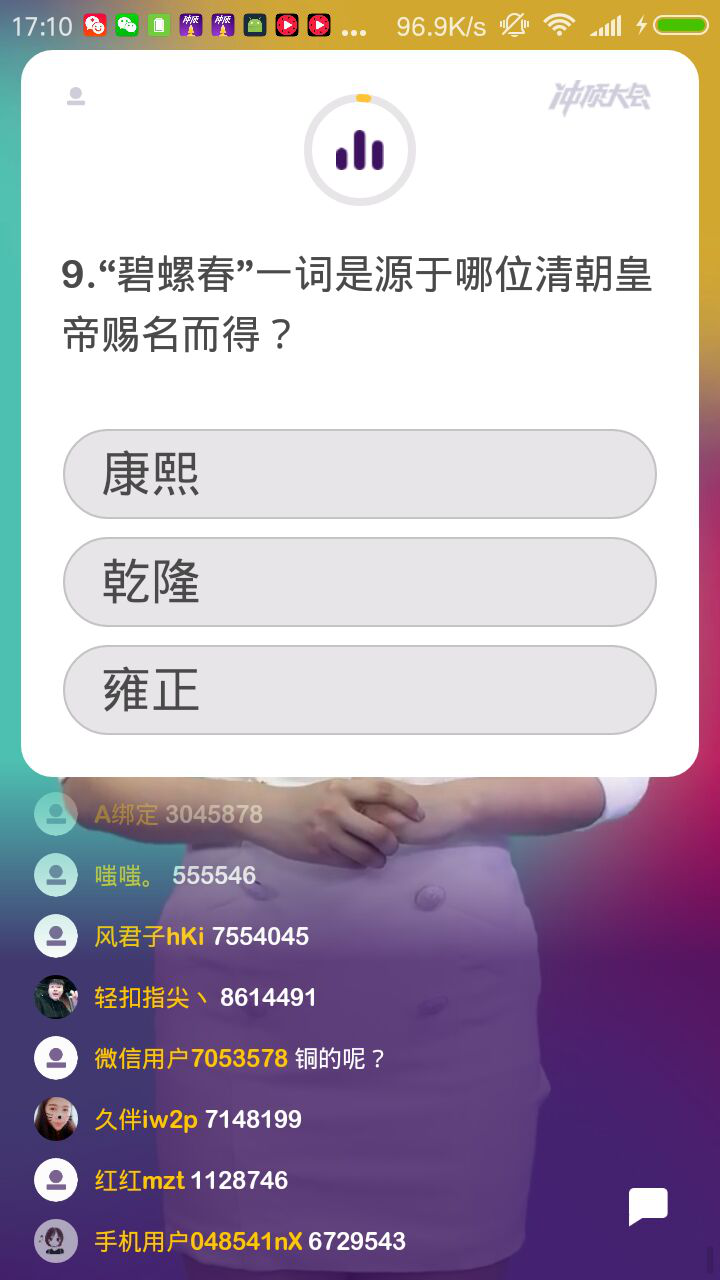 17:10 ... 96.9K/s
冲顶大会
9.“碧螺春”一词是源于哪位清朝皇
帝赐名而得？
康熙
乾隆
雍正
A绑定 3045878
嗤嗤。 555546
风君子hKi 7554045
轻扣指尖丶 8614491
微信用户7053578 铜的呢？
久伴iw2p 7148199
红红mzt 1128746
手机用户048541nX 6729543